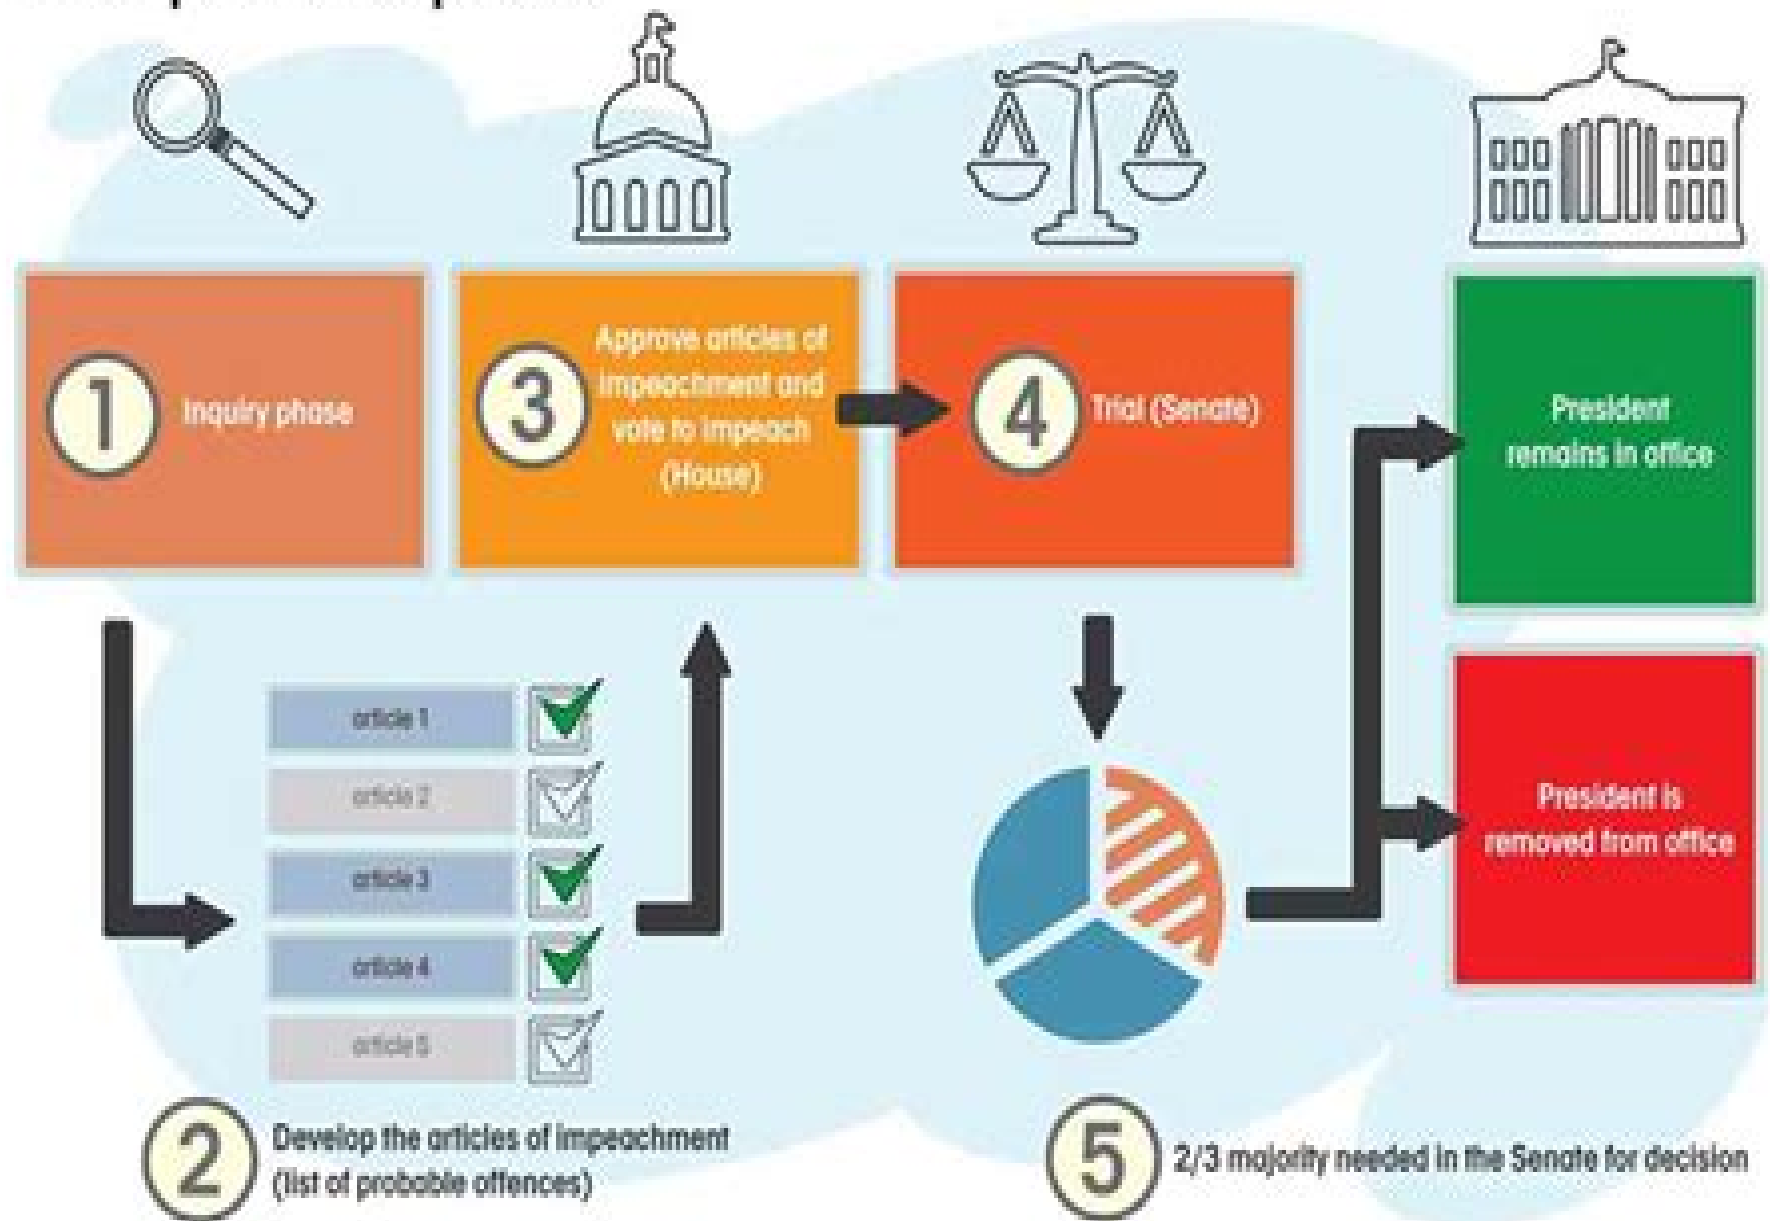 1
Inquiry phase
3
Approve articles of
impeachment and
vote to impeach
(House)
4
Trial (Senate)
President
remains in office
article 1
article 2
article 3
article 4
article 5
President is
removed from office
2
Develop the articles of impeachment
(list of probable offences)
5
2/3 majority needed in the Senate for decision